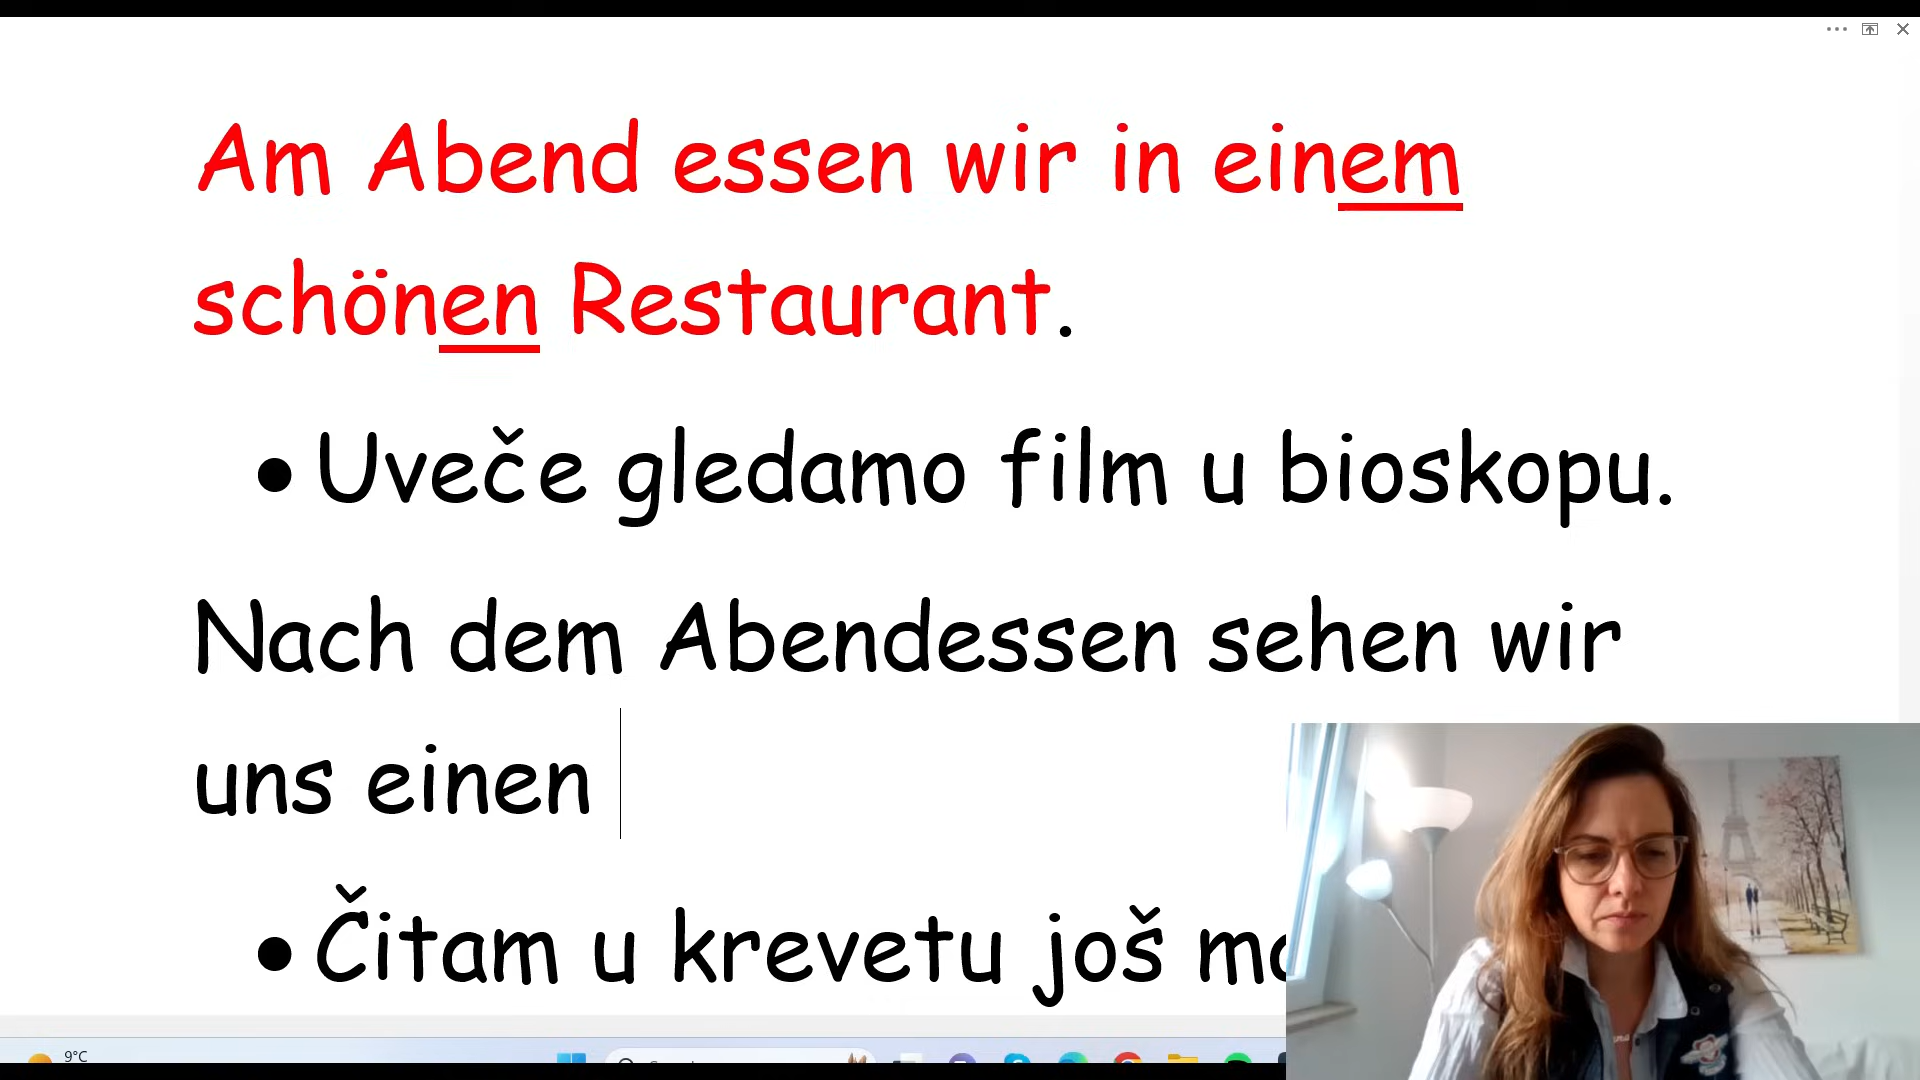 Am Abend essen wir in einem
schönen Restaurant.
• Uveče gledamo film u bioskopu.
Nach dem Abendessen sehen wir
uns einen
• Čitam u krevetu još
9°C